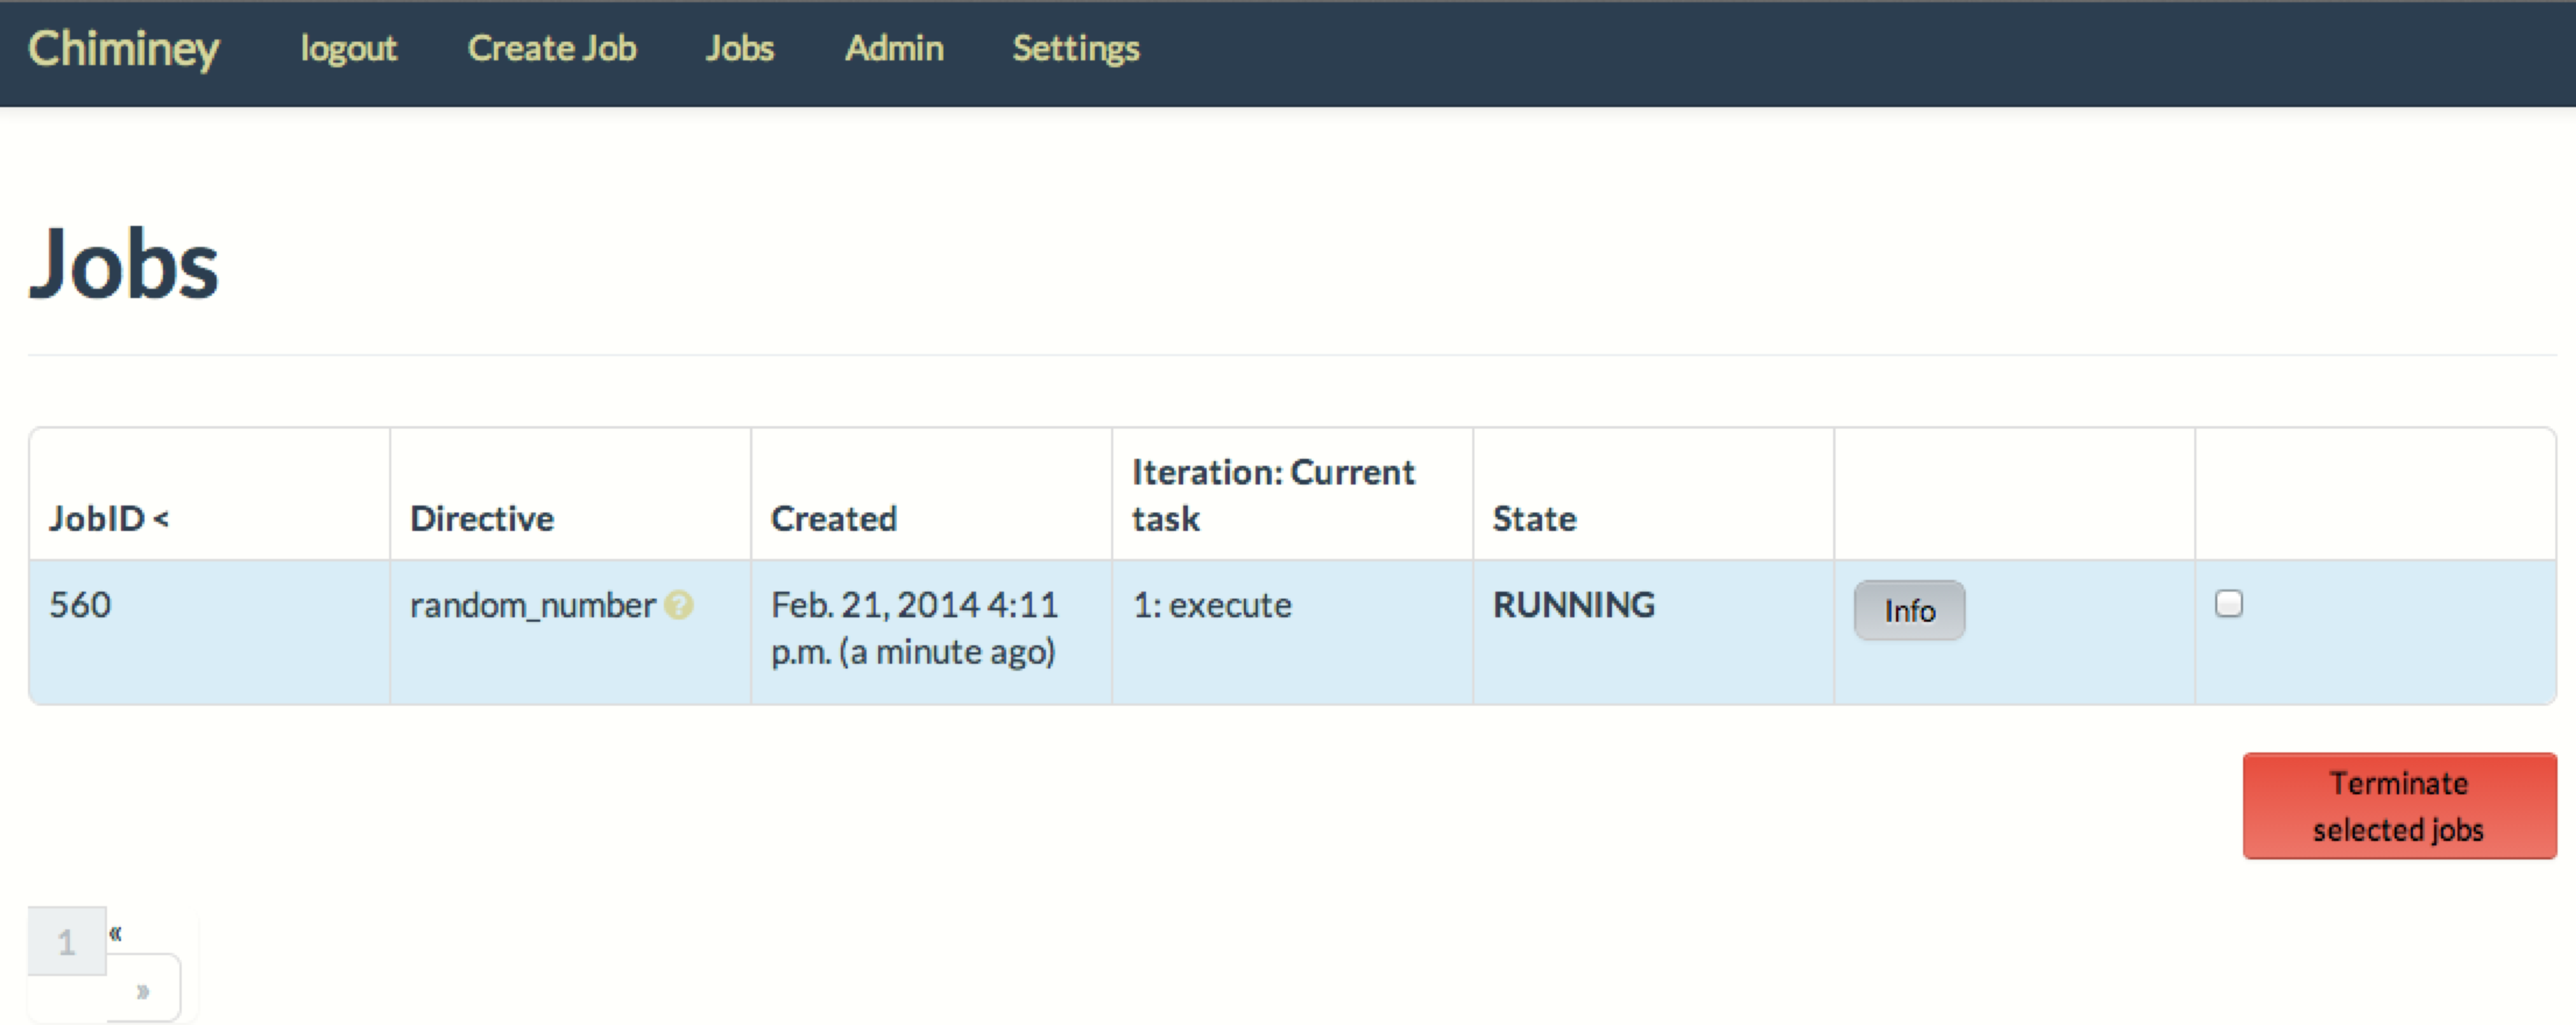 Chiminey logout Create Job Jobs Admin Settings
Jobs
JobID < Directive Created Iteration: Current task State
560 random_number ? Feb. 21, 2014 4:11 p.m. (a minute ago) 1: execute RUNNING Info
Terminate
selected jobs
1 «
»